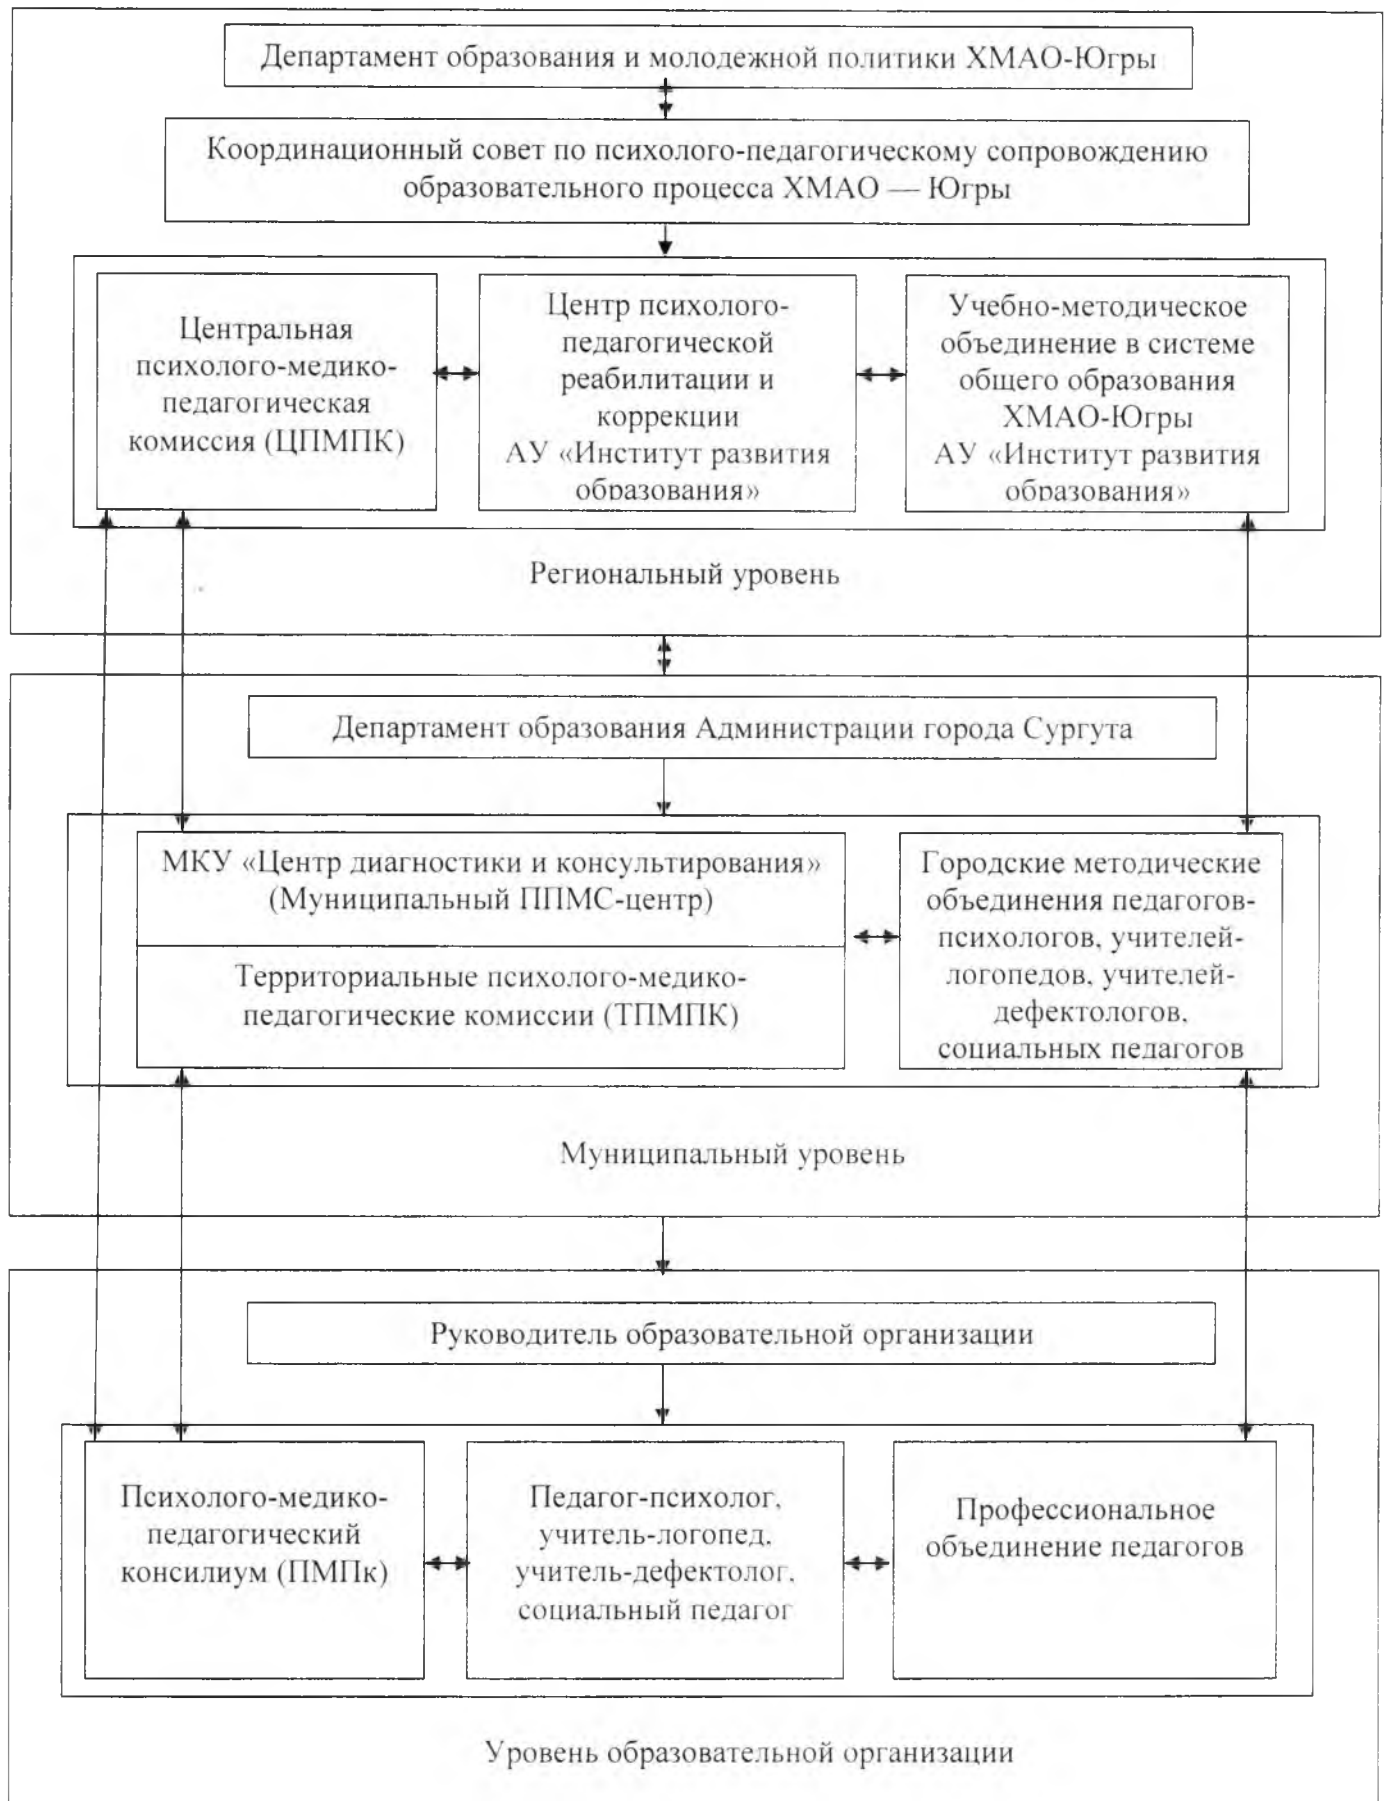 Департамент образования и молодежной политики ХМАО-Югры
Координационный совет по психолого-педагогическому сопровождению
образовательного процесса ХМАО — Югры
Центральная
психолого-медико-
педагогическая
комиссия (ЦПМПК)
Центр психолого-
педагогической
реабилитации и
коррекции
АУ «Институт развития
образования»
Учебно-методическое
объединение в системе
общего образования
ХМАО-Югры
АУ «Институт развития
образования»
Региональный уровень
Департамент образования Администрации города Сургута
МКУ «Центр диагностики и консультирования»
(Муниципальный ППМС-центр)
Территориальные психолого-медико-
педагогические комиссии (ТПМПК)
Городские методические
объединения педагогов-
психологов, учителей-
логопедов, учителей-
дефектологов,
социальных педагогов
Муниципальный уровень
Руководитель образовательной организации
Психолого-медико-
педагогический
консилиум (ПМПк)
Педагог-психолог,
учитель-логопед,
учитель-дефектолог,
социальный педагог
Профессиональное
объединение педагогов
Уровень образовательной организации